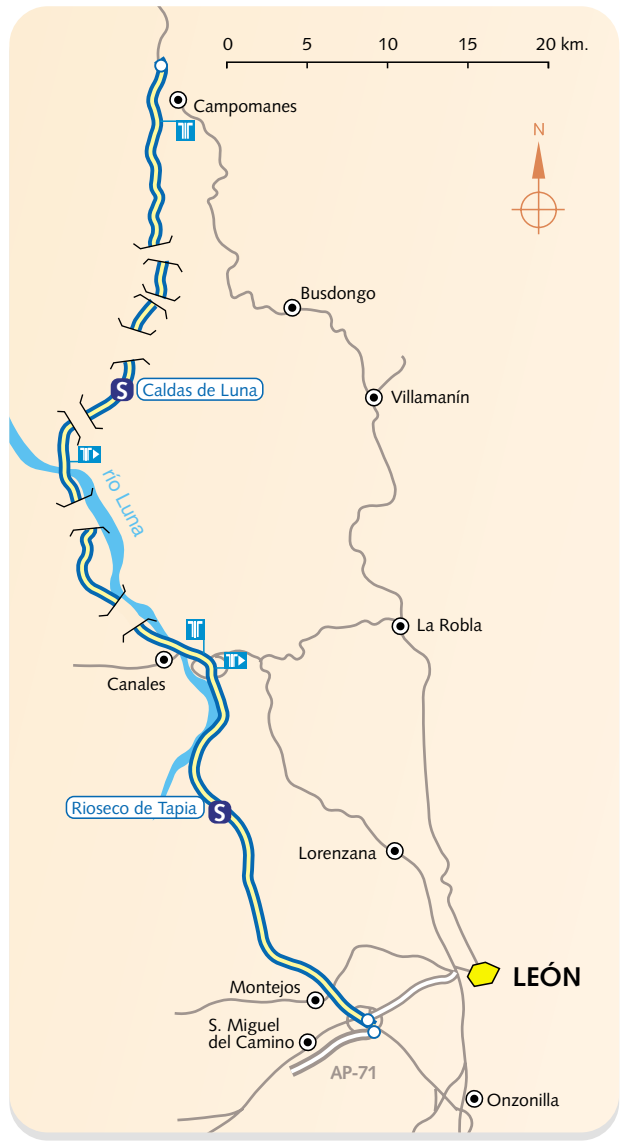 0 5 10 15 20 km.
Campomanes
N
Busdongo
S Caldas de Luna
Villamanín
río Luna
La Robla
Canales
Rioseco de Tapia S
Lorenzana
LEÓN
Montejos
S. Miguel
del Camino
AP-71
Onzonilla